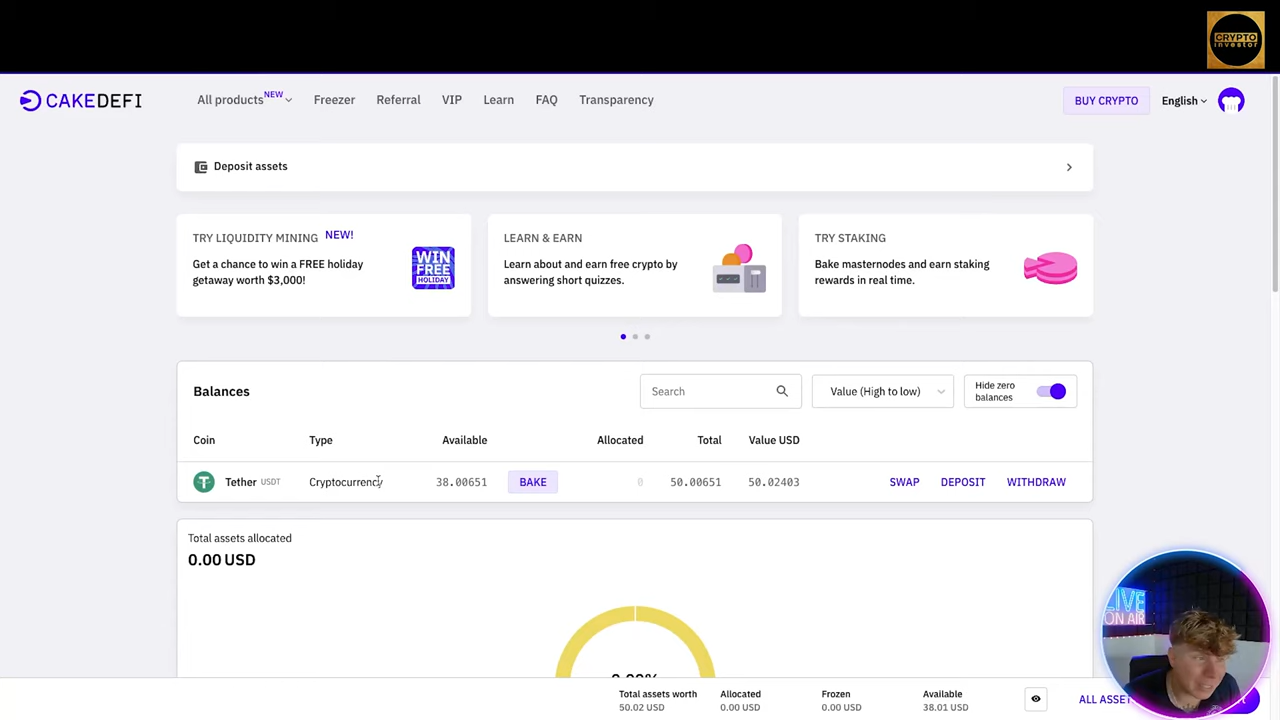 CRYPTO
investor
CAKEDEFI
All products NEW
Freezer
Referral
VIP
Learn
FAQ
Transparency
BUY CRYPTO
English
Deposit assets
TRY LIQUIDITY MINING NEW!
Get a chance to win a FREE holiday
getaway worth $3,000!
WIN
FREE
HOLIDAY
LEARN & EARN
Learn about and earn free crypto by
answering short quizzes.
TRY STAKING
Bake masternodes and earn staking
rewards in real time.
Balances
Search
Value (High to low)
Hide zero
balances
Coin Type Available Allocated Total Value USD
Tether USDT Cryptocurrency 38.00651 BAKE 0 50.00651 50.02403 SWAP DEPOSIT WITHDRAW
Total assets allocated
0.00 USD
LIVE
ON AIR
Total assets worth Allocated Frozen Available
50.02 USD 0.00 USD 0.00 USD 38.01 USD
ALL